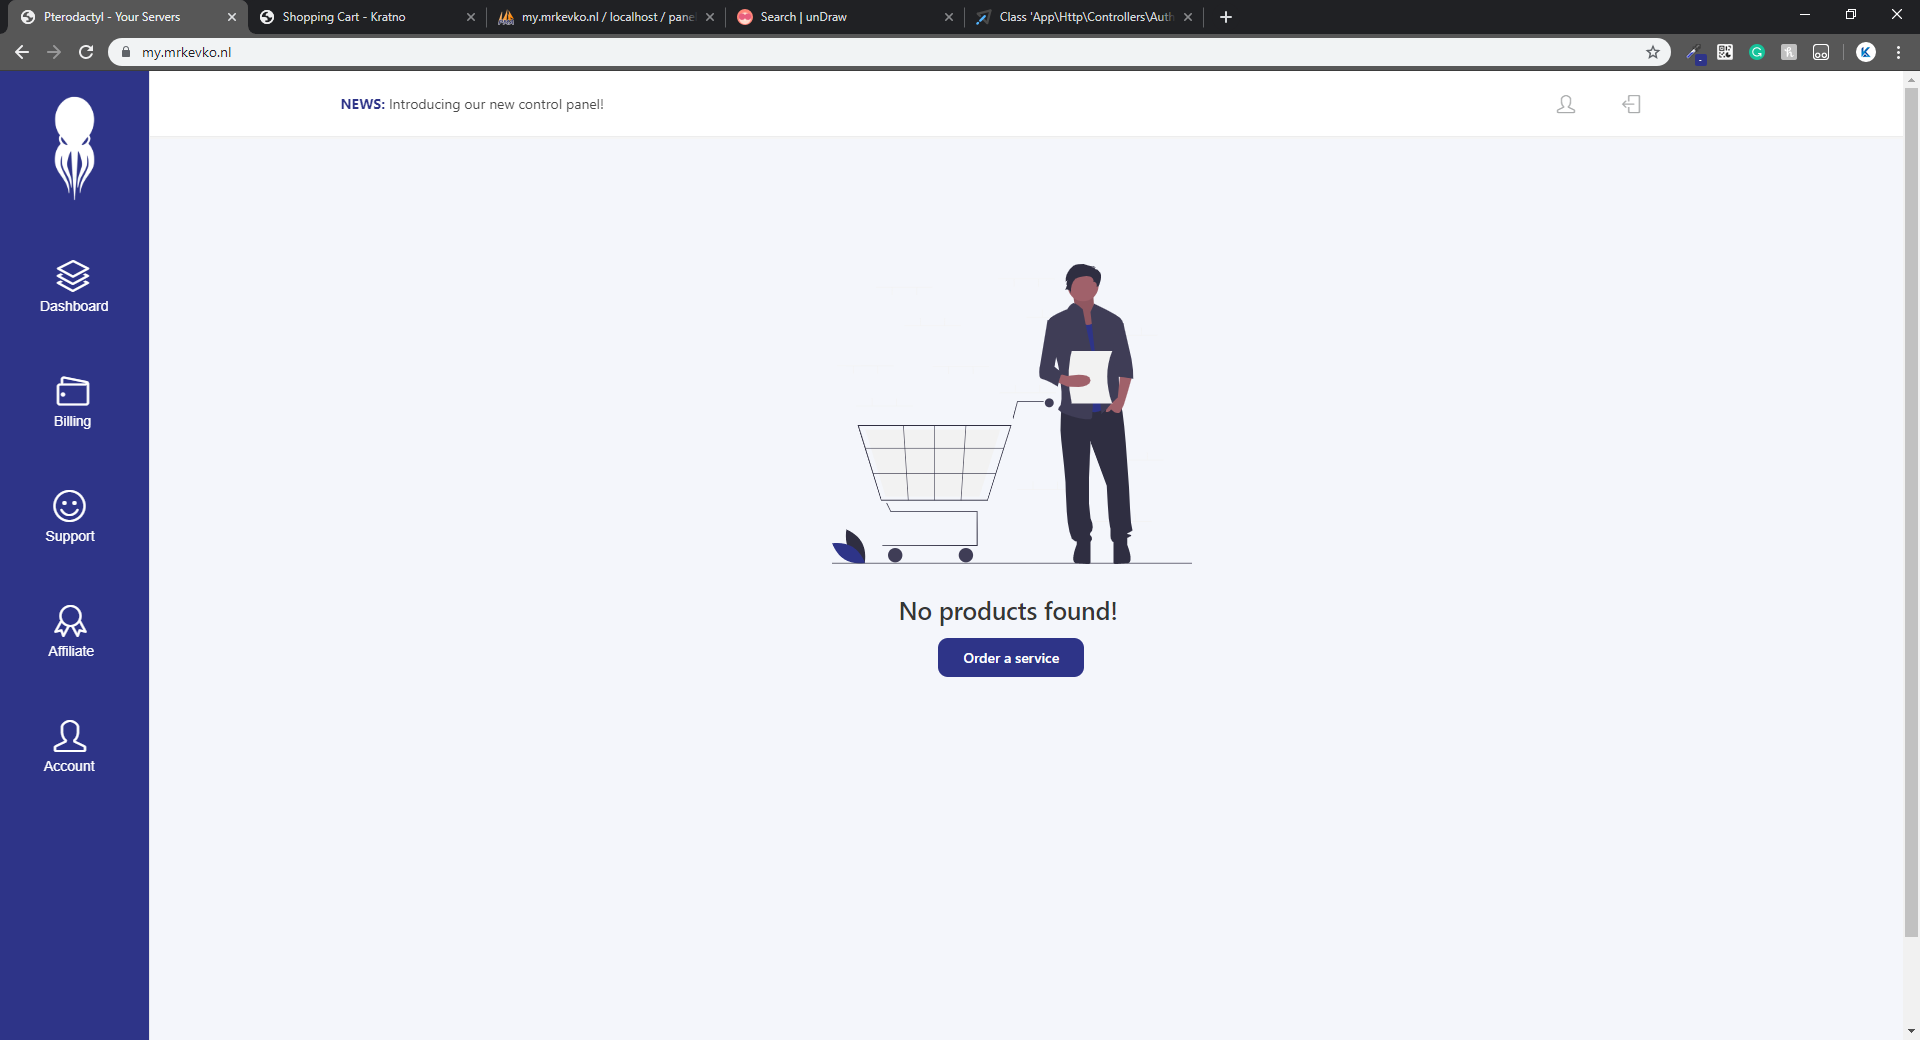 Pterodactyl - Your Servers
Shopping Cart - Kratno
my.mrkevko.nl / localhost / pane
Search | unDraw
Class 'App\Http\Controllers\Auth
my.mrkevko.nl
NEWS: Introducing our new control panel!
Dashboard
Billing
Support
Affiliate
Account
No products found!
Order a service